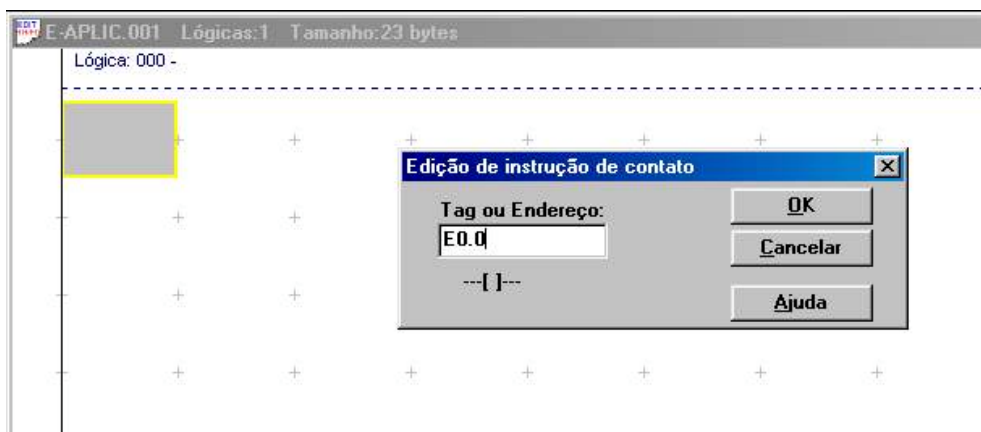 E-APLIC.001 Lógicas:1 Tamanho:23 bytes
Lógica: 000 -
Edição de instrução de contato
Tag ou Endereço:
E0.0
---[ ]---
OK
Cancelar
Ajuda